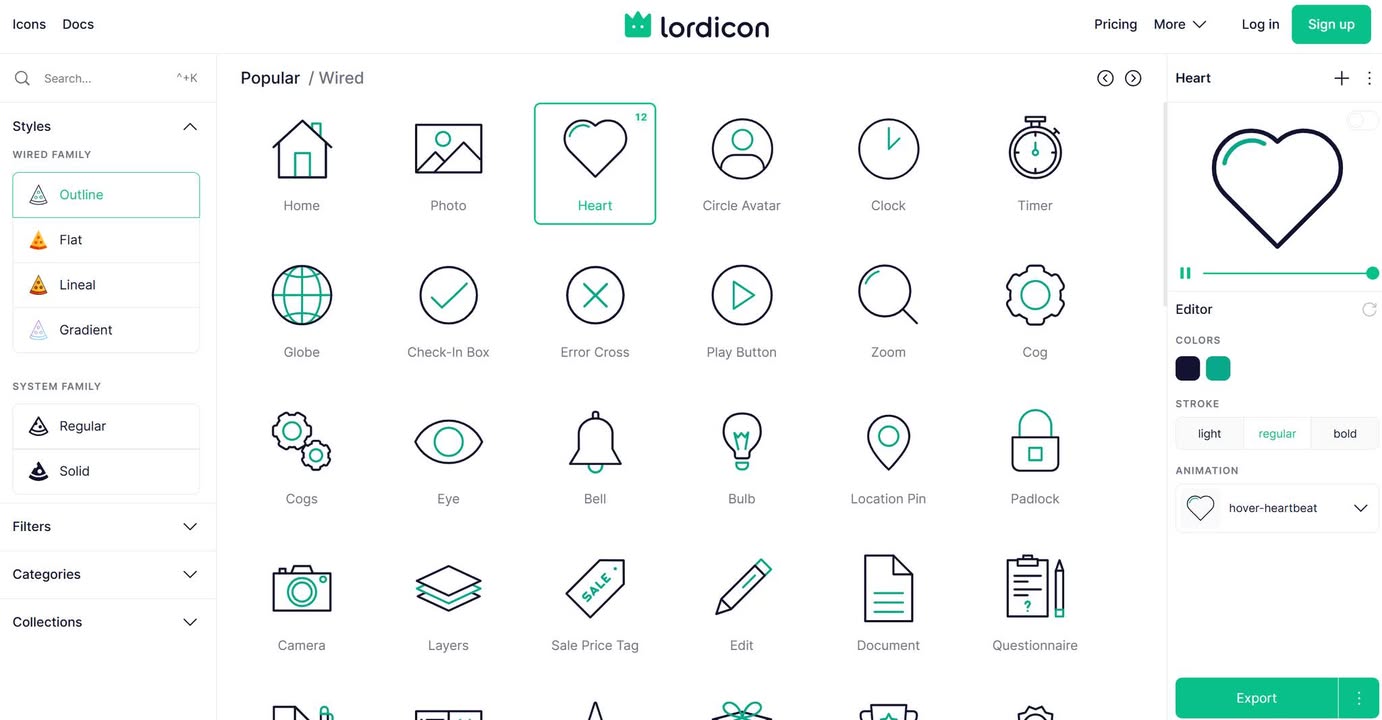 Icons Docs lordicon Pricing More Log in Sign up
Search... ^+K
Popular / Wired
Heart
Styles
WIRED FAMILY
Outline
Flat
Lineal
Gradient
SYSTEM FAMILY
Regular
Solid
Filters
Categories
Collections
12
Home Photo Heart Circle Avatar Clock Timer
Globe Check-In Box Error Cross Play Button Zoom Cog
Cogs Eye Bell Bulb Location Pin Padlock
SALE
?
Camera Layers Sale Price Tag Edit Document Questionnaire
Editor
COLORS
STROKE
light regular bold
ANIMATION
hover-heartbeat
Export